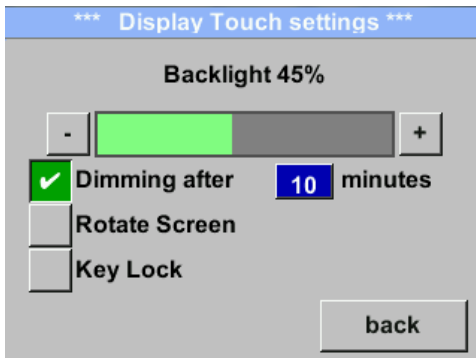 *** Display Touch settings ***
Backlight 45%
- +
Dimming after 10 minutes
Rotate Screen
Key Lock
back